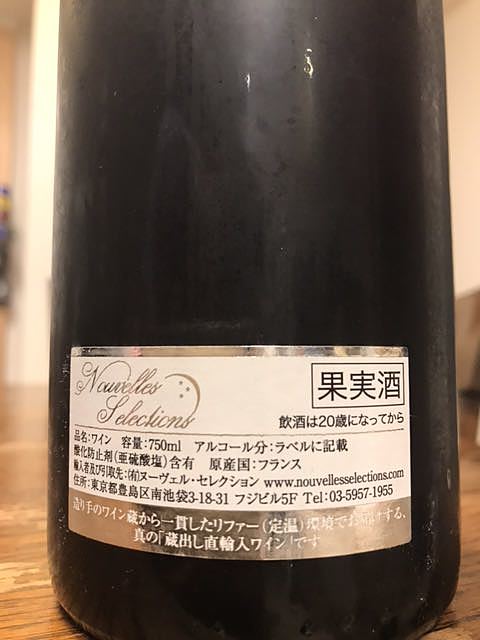 Nouvelles
Selections
果実酒
飲酒は20歳になってから
品名:ワイン 容量:750ml アルコール分:ラベルに記載
酸化防止剤(亜硫酸塩)含有 原産国:フランス
輸入者及び引取先:(有)ヌーヴェル・セレクション www.nouvellesselections.com
住所:東京都豊島区南池袋3-18-31 フジビル5F Tel:03-5957-1955
造り手のワイン蔵から一貫したリファー(定温)環境でお届けする、
真の「蔵出し直輸入ワイン」です